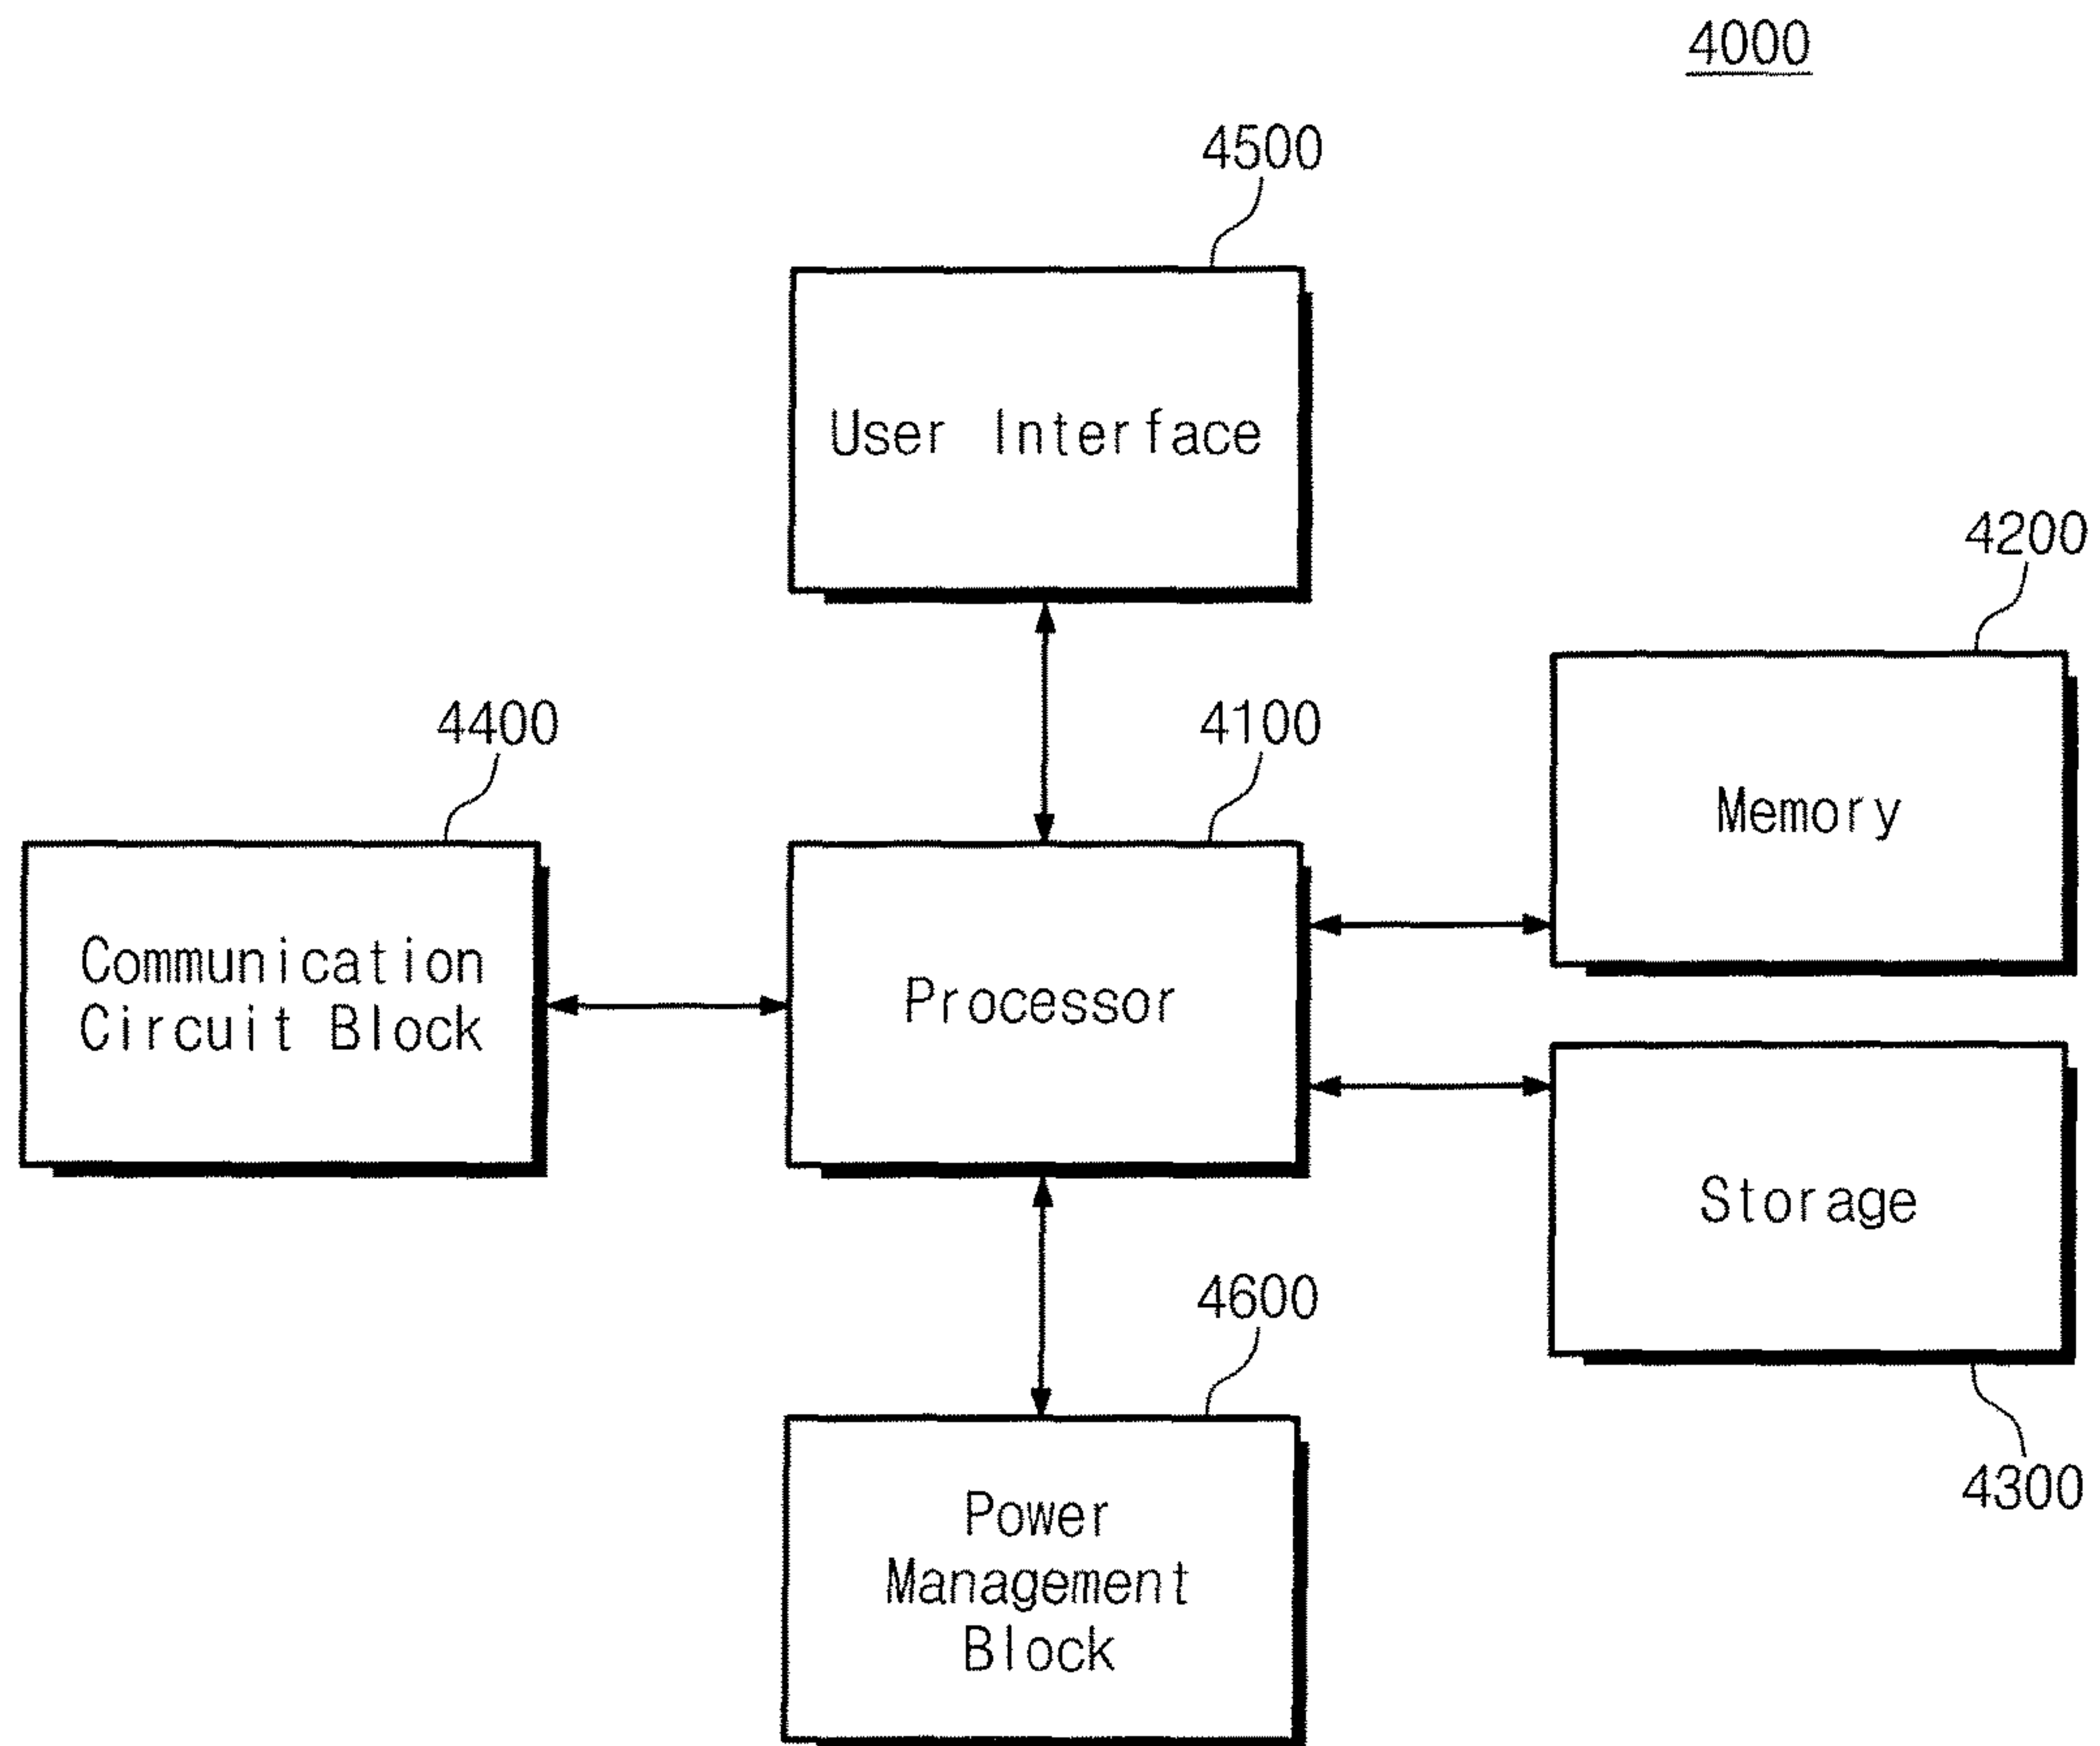 4000
4500
User Interface
4200
4400
4100
Memory
Communication
Circuit Block
Processor
Storage
4600
4300
Power
Management
Block